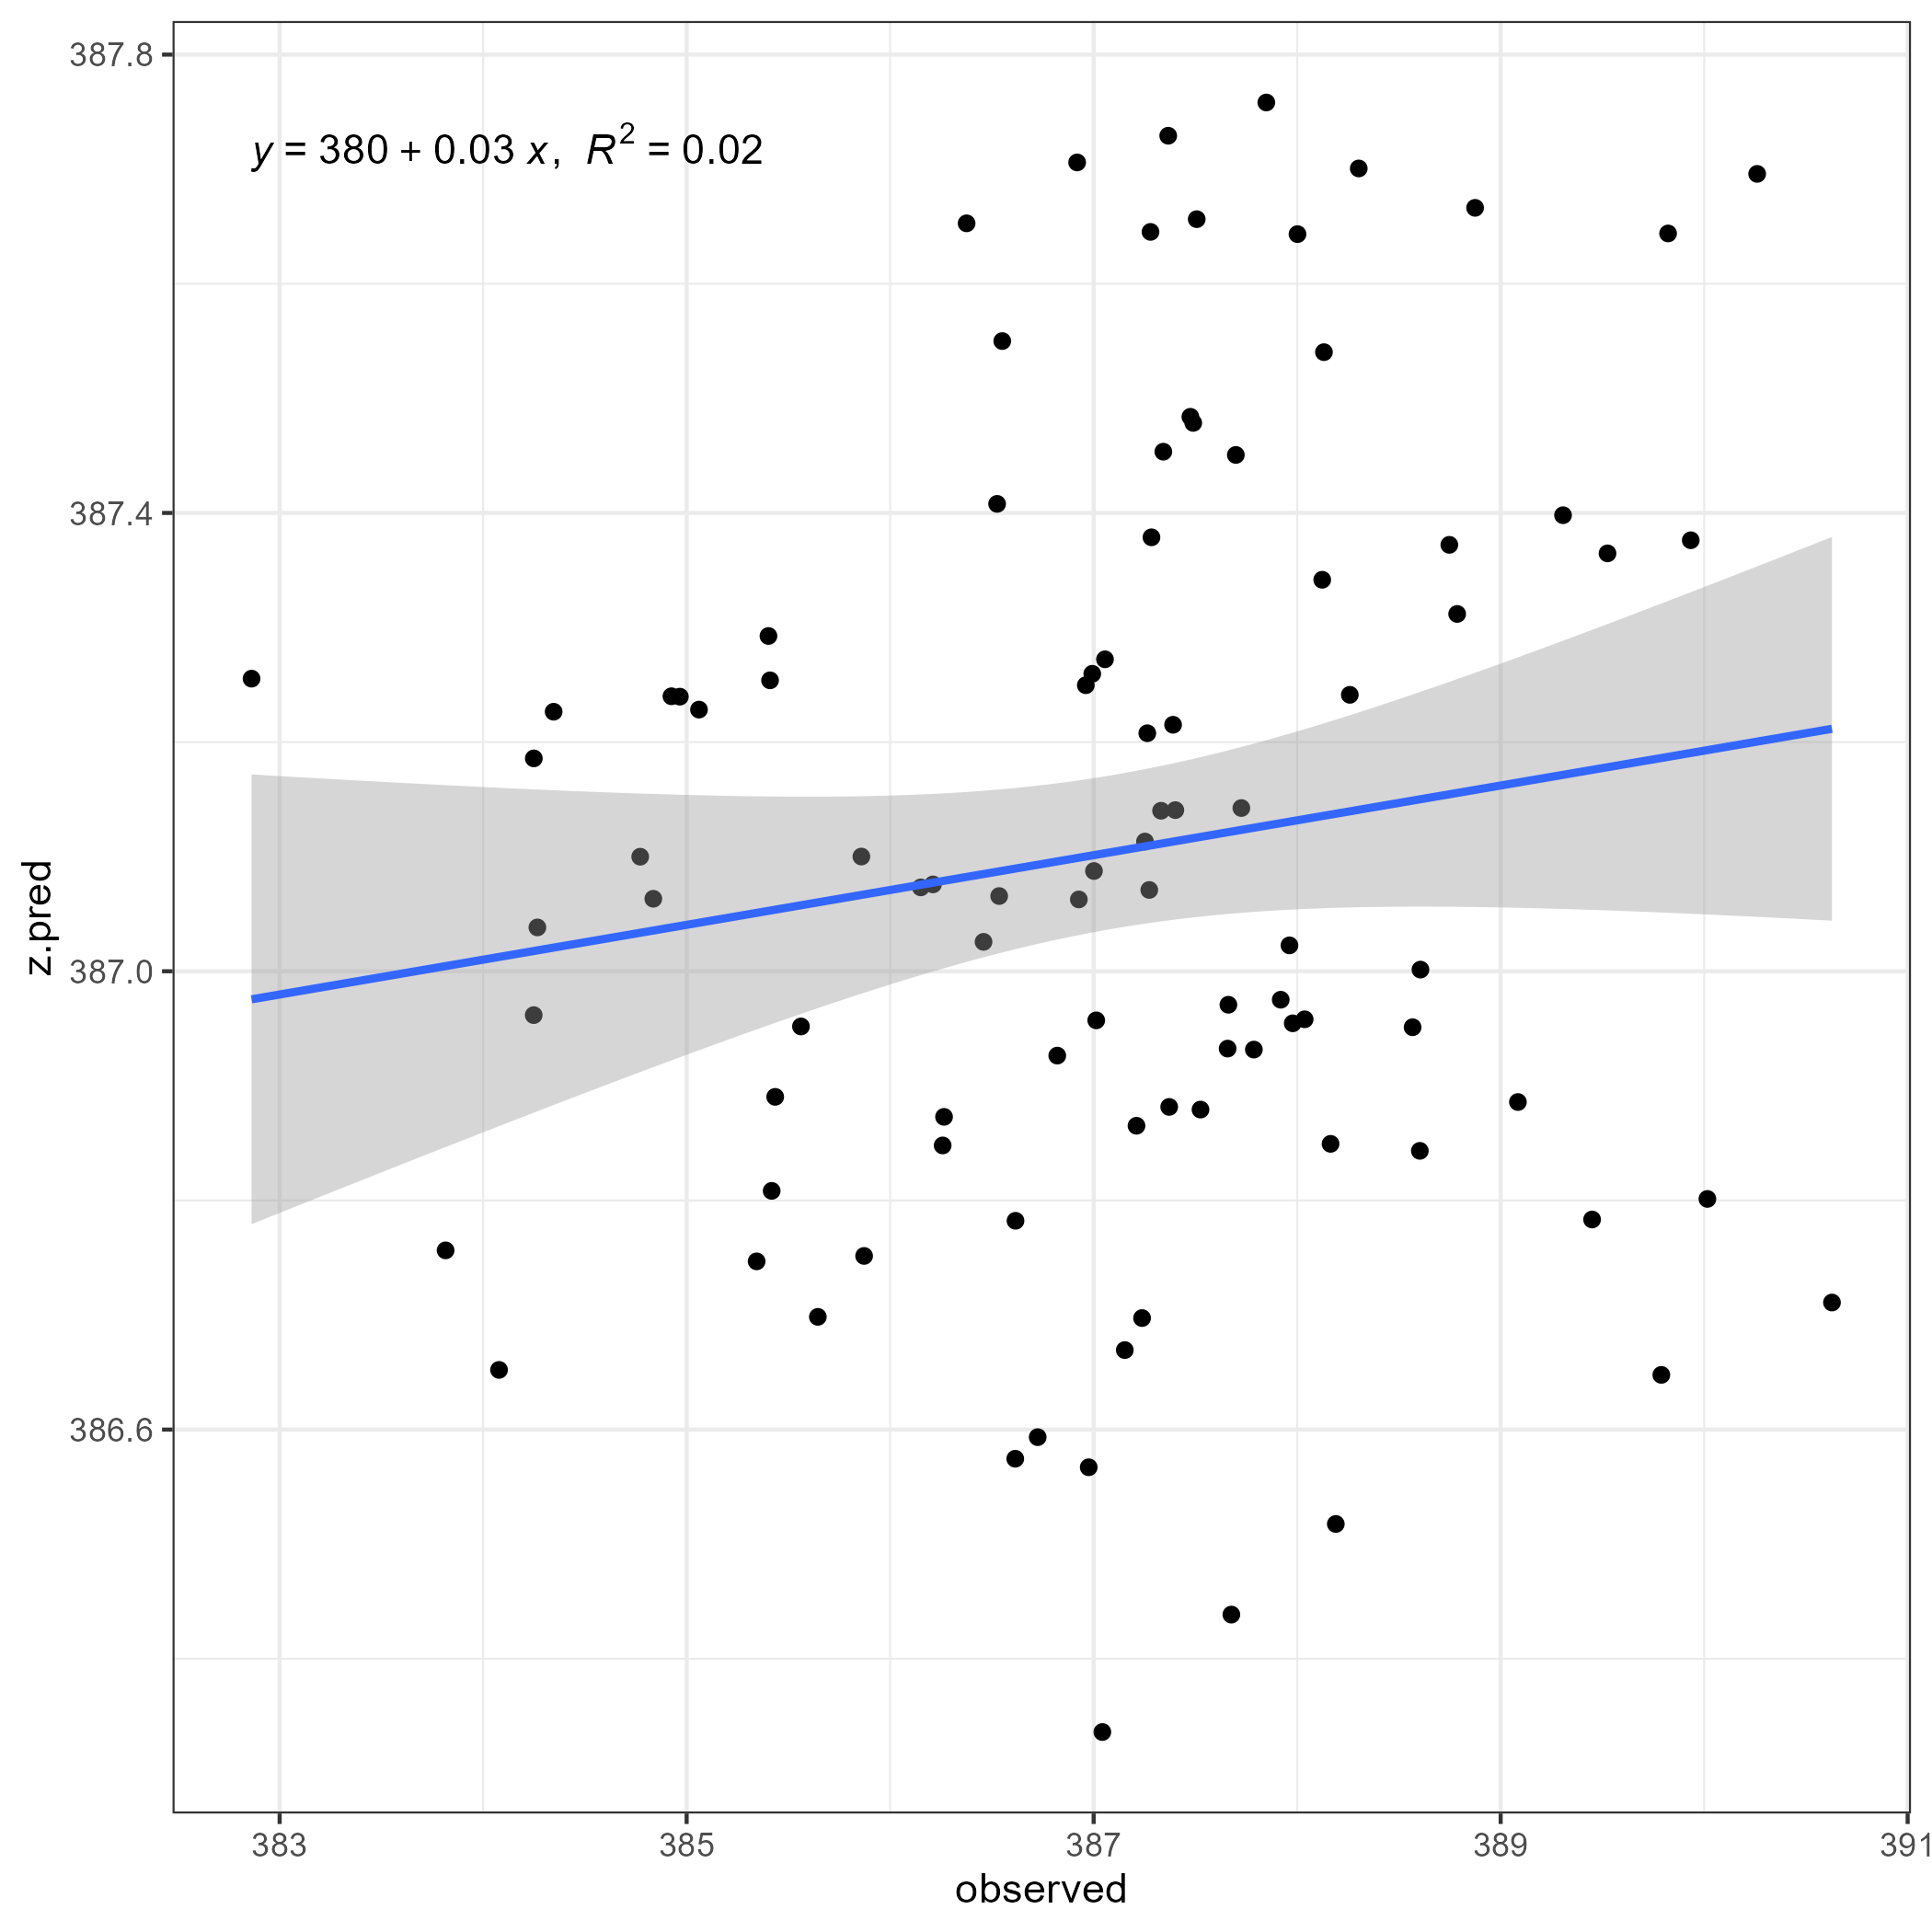 387.8
y = 380 + 0.03 x, R² = 0.02
387.4
z.pred
387.0
386.6
383 385 387 389 391
observed